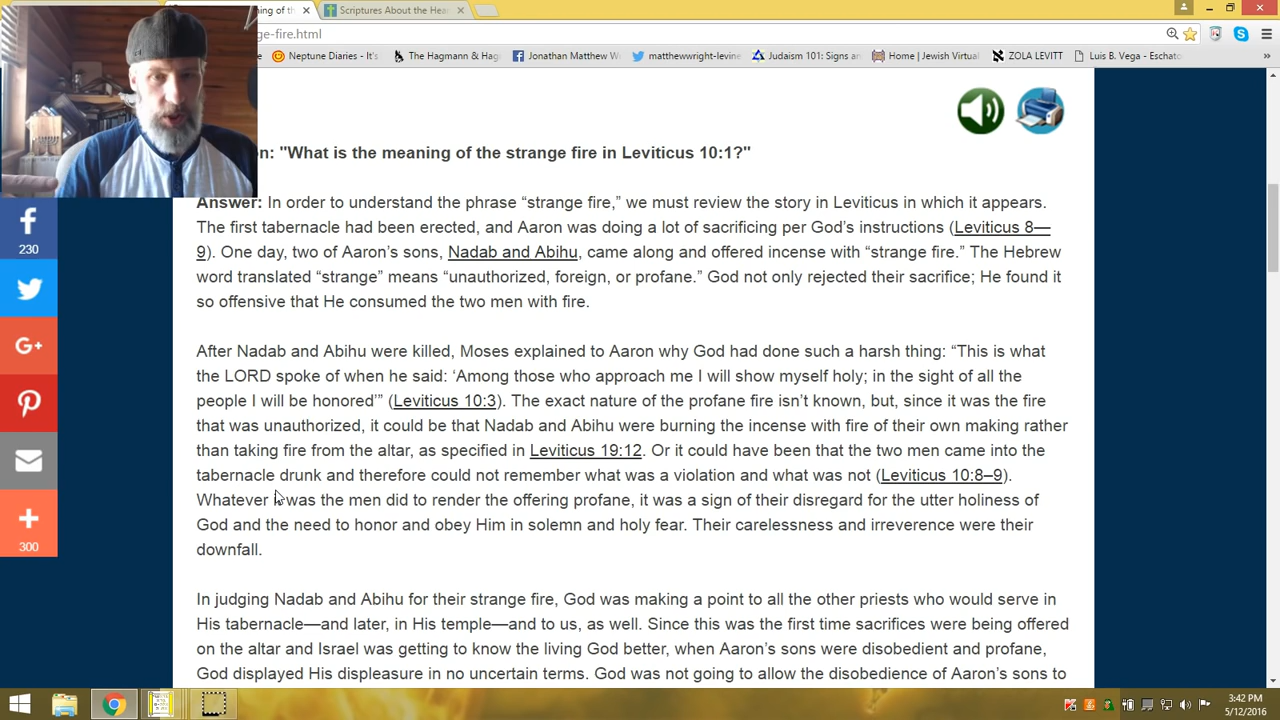 ng of the ×
Scriptures About the Hea ×
ge-fire.html
Neptune Diaries - It's
The Hagmann & Hag
Jonathan Matthew W
matthewwright-levine
Judaism 101: Signs an
Home | Jewish Virtual
ZOLA LEVITT
Luis B. Vega - Eschato
»
n: "What is the meaning of the strange fire in Leviticus 10:1?"
Answer: In order to understand the phrase “strange fire,” we must review the story in Leviticus in which it appears.
The first tabernacle had been erected, and Aaron was doing a lot of sacrificing per God’s instructions (Leviticus 8—
9). One day, two of Aaron’s sons, Nadab and Abihu, came along and offered incense with “strange fire.” The Hebrew
word translated “strange” means “unauthorized, foreign, or profane.” God not only rejected their sacrifice; He found it
so offensive that He consumed the two men with fire.
After Nadab and Abihu were killed, Moses explained to Aaron why God had done such a harsh thing: “This is what
the LORD spoke of when he said: ‘Among those who approach me I will show myself holy; in the sight of all the
people I will be honored’” (Leviticus 10:3). The exact nature of the profane fire isn’t known, but, since it was the fire
that was unauthorized, it could be that Nadab and Abihu were burning the incense with fire of their own making rather
than taking fire from the altar, as specified in Leviticus 19:12. Or it could have been that the two men came into the
tabernacle drunk and therefore could not remember what was a violation and what was not (Leviticus 10:8–9).
Whatever it was the men did to render the offering profane, it was a sign of their disregard for the utter holiness of
God and the need to honor and obey Him in solemn and holy fear. Their carelessness and irreverence were their
downfall.
In judging Nadab and Abihu for their strange fire, God was making a point to all the other priests who would serve in
His tabernacle—and later, in His temple—and to us, as well. Since this was the first time sacrifices were being offered
on the altar and Israel was getting to know the living God better, when Aaron’s sons were disobedient and profane,
God displayed His displeasure in no uncertain terms. God was not going to allow the disobedience of Aaron’s sons to
230
G+
300
3:42 PM
5/12/2016